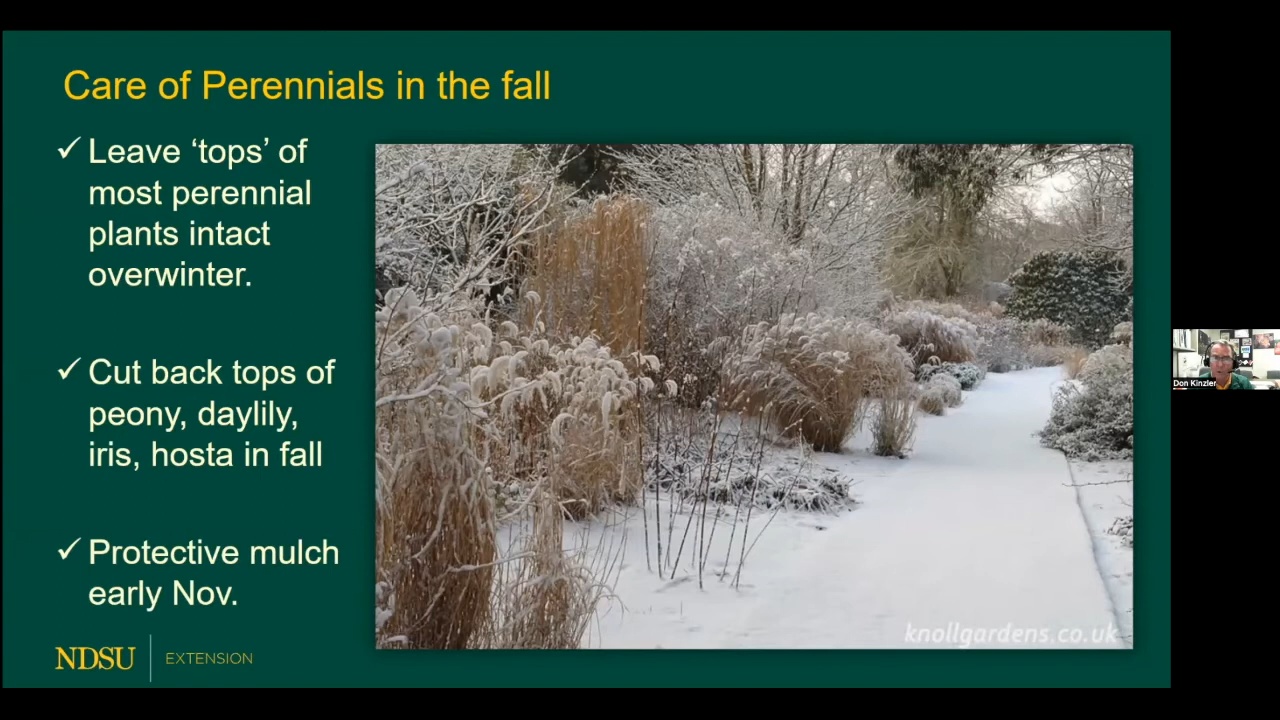 Care of Perennials in the fall
✓ Leave ‘tops’ of
most perennial
plants intact
overwinter.
✓ Cut back tops of
peony, daylily,
iris, hosta in fall
✓ Protective mulch
early Nov.
NDSU EXTENSION
knollgardens.co.uk
Don Kinzler